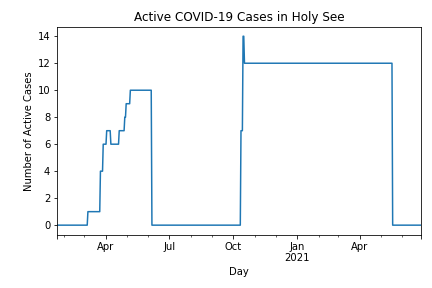 Active COVID-19 Cases in Holy See
Number of Active Cases
14
12
10
8
6
4
2
0
Apr
Jul
Oct
Jan
2021
Apr
Day